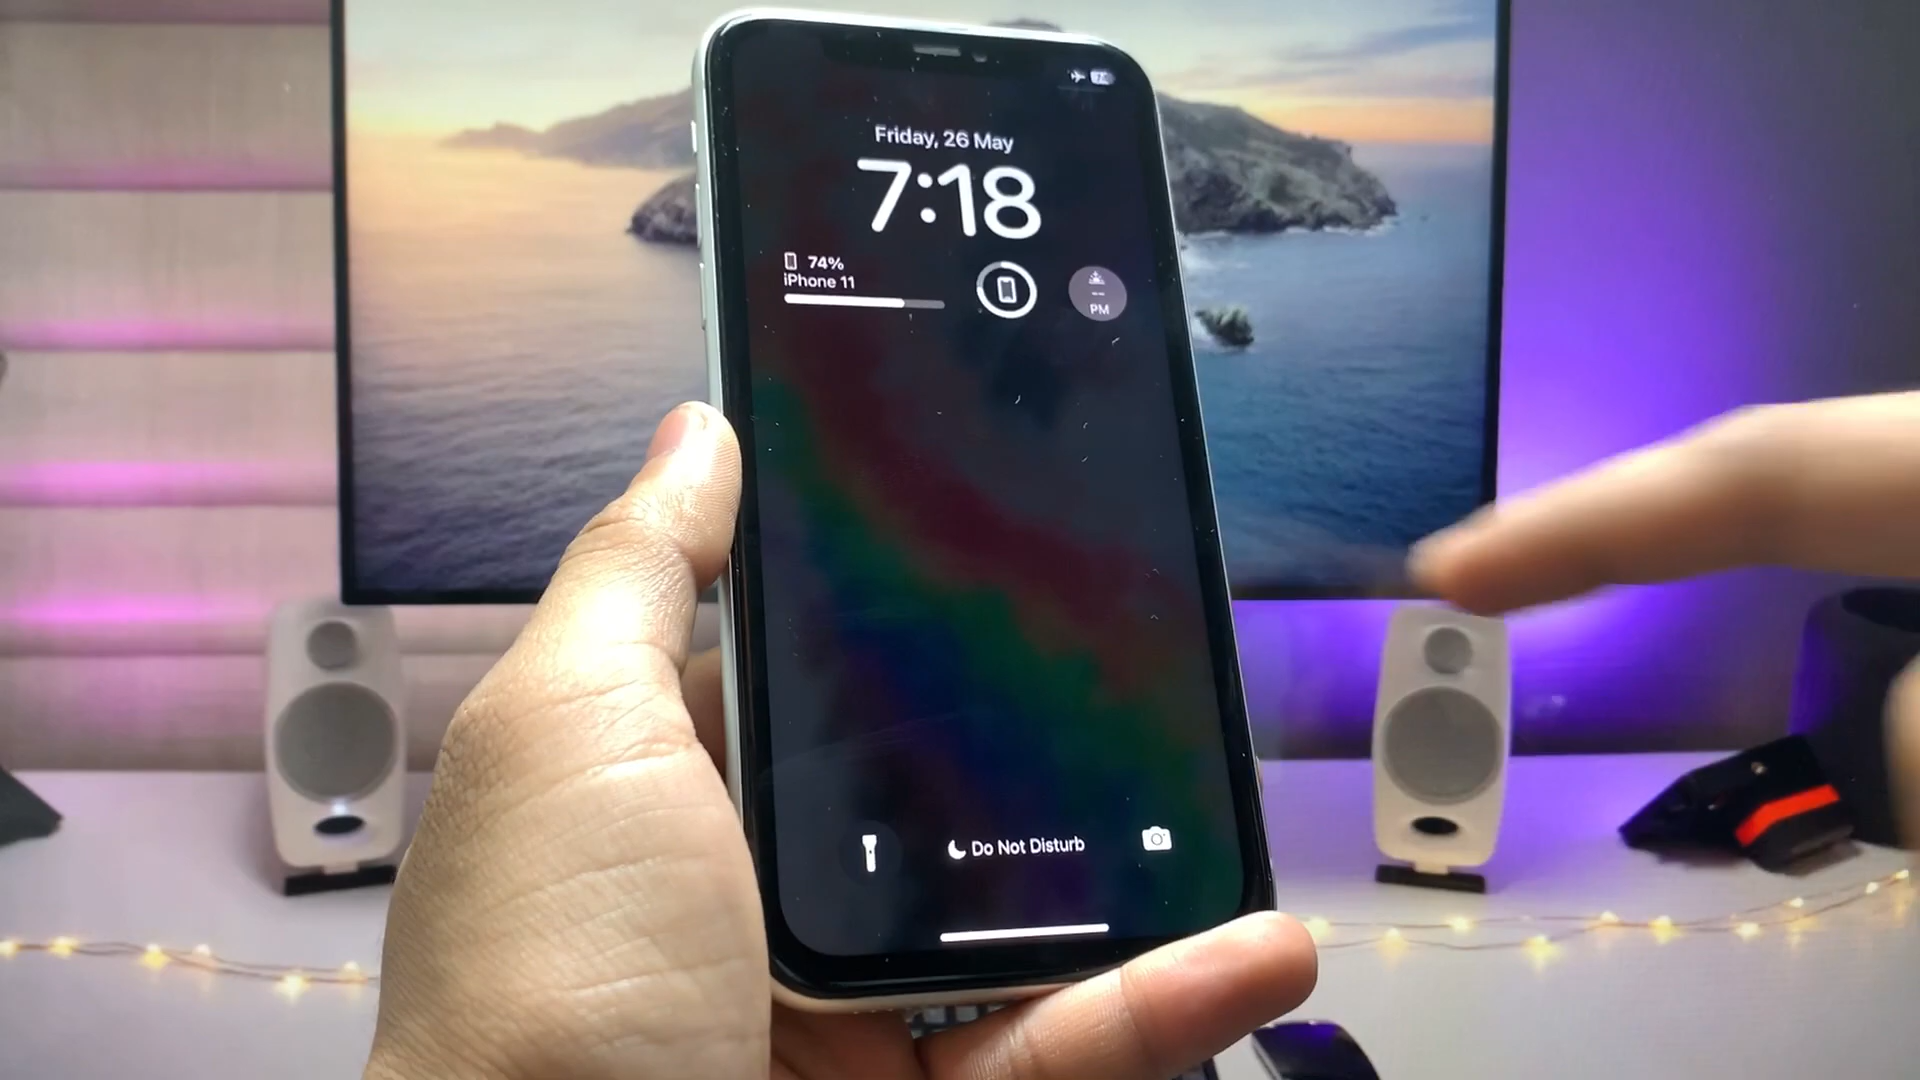 Friday, 26 May
7:18
74%
iPhone 11
--
PM
Do Not Disturb